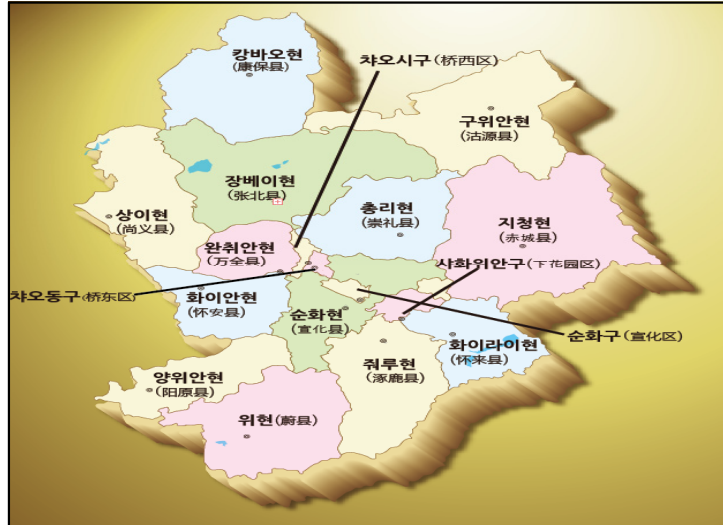 캉바오현
(康保县)
챠오시구(桥西区)
구위안현
(沽源县)
장베이현
(张北县)
상이현
(尚义县)
총리현
(崇礼县)
지청현
(赤城县)
완취안현
(万全县)
샤화위안구(下花园区)
챠오동구(桥东区)
화이안현
(怀安县)
순화현
(宣化县)
순화구(宣化区)
화이라이현
(怀来县)
줘루현
(涿鹿县)
양위안현
(阳原县)
위현(蔚县)